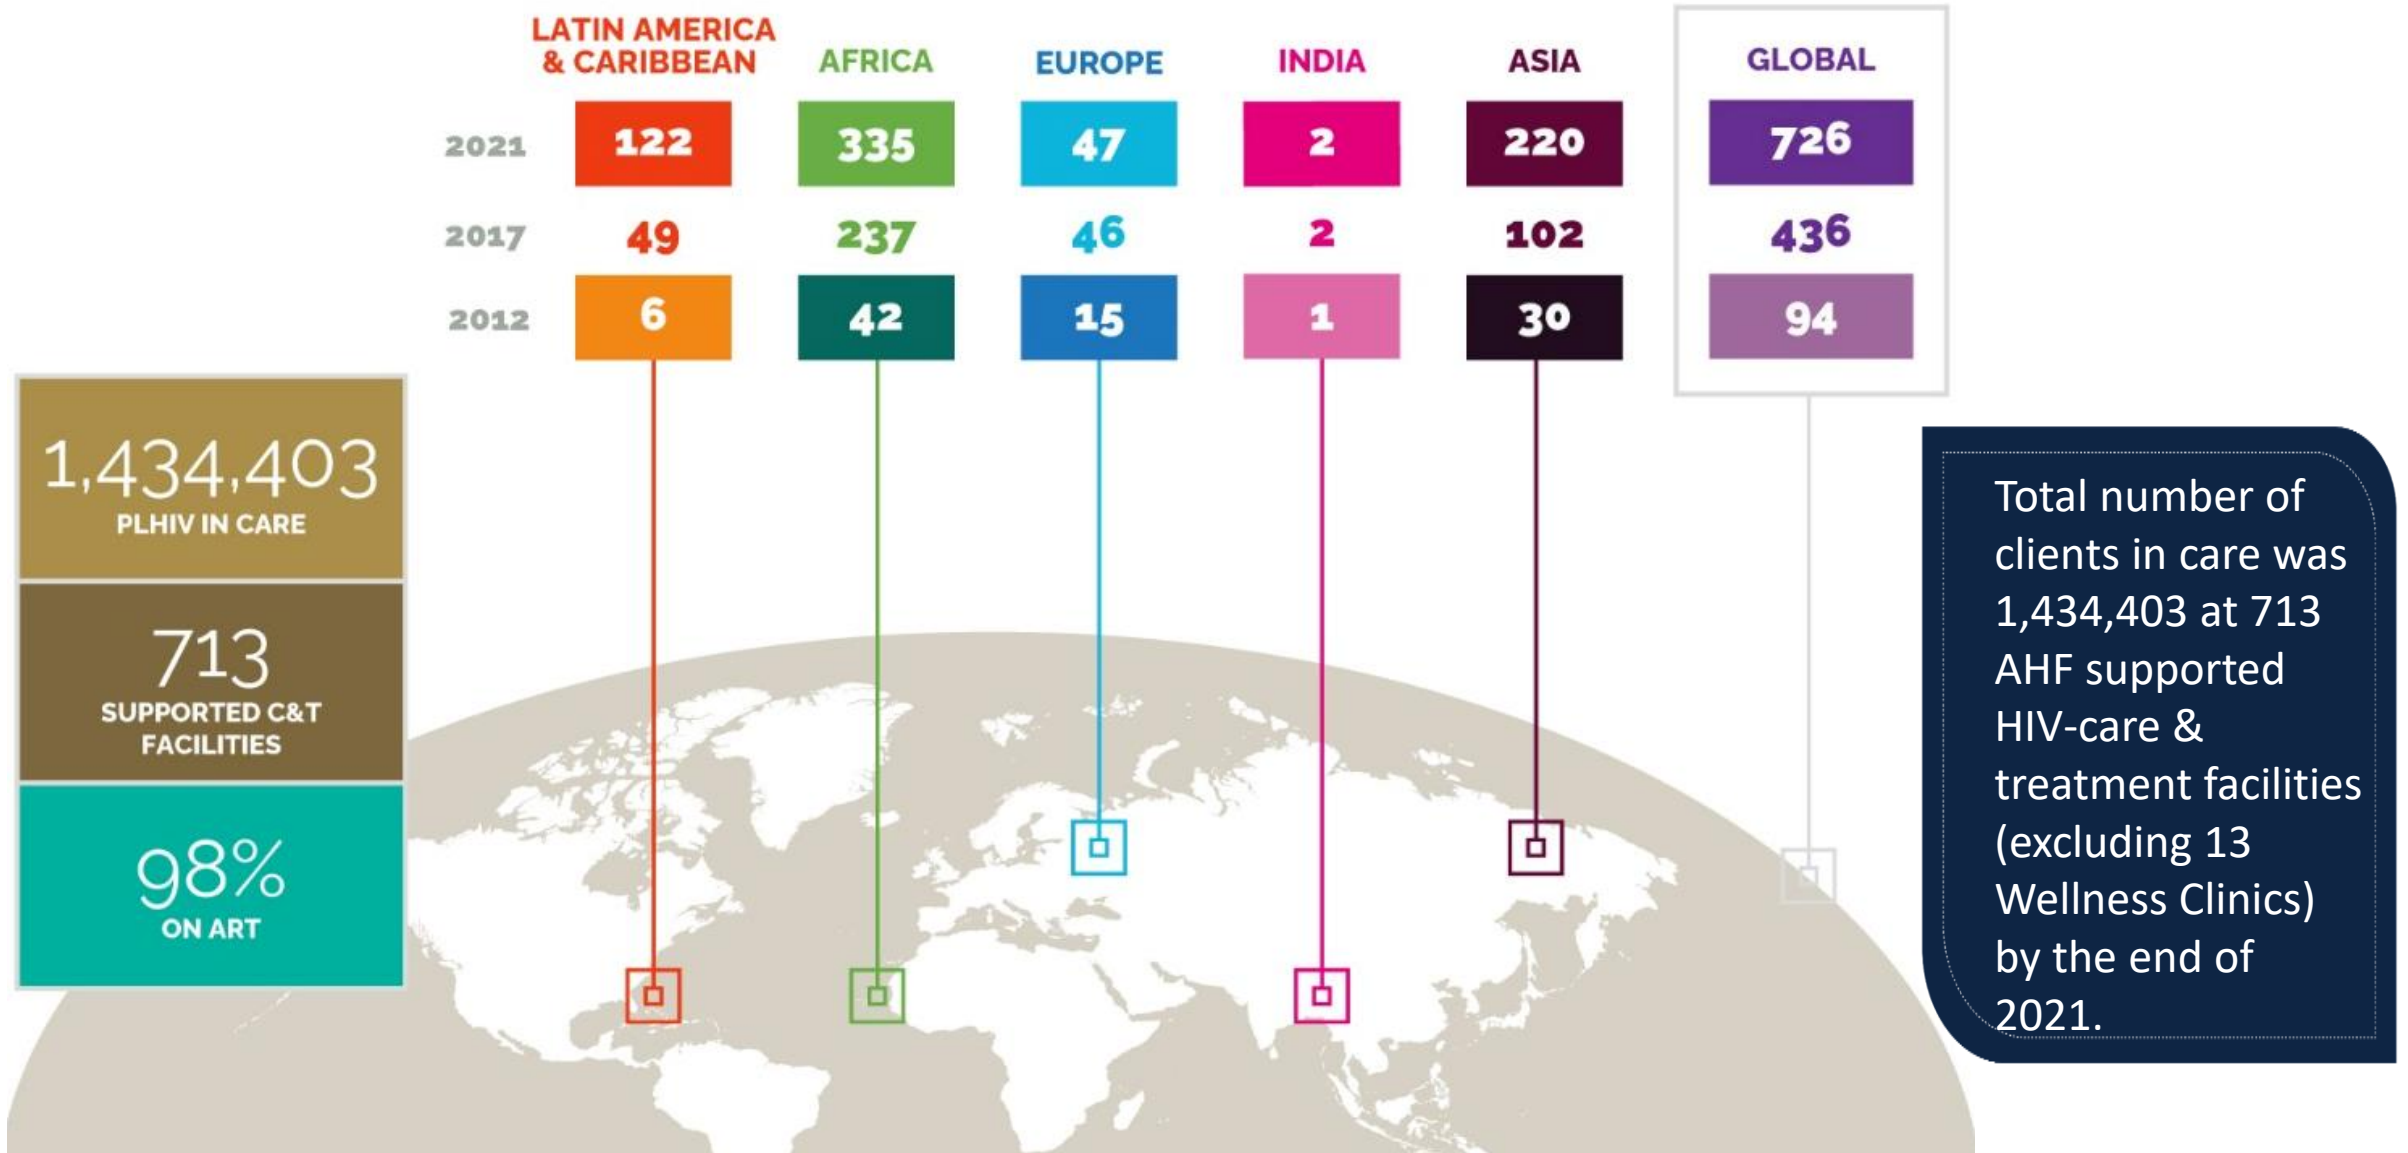 LATIN AMERICA
& CARIBBEAN
AFRICA
EUROPE
INDIA
ASIA
GLOBAL
2021
122
335
47
2
220
726
2017
49
237
46
2
102
436
2012
6
42
15
1
30
94
1,434,403
PLHIV IN CARE
713
SUPPORTED C&T
FACILITIES
98%
ON ART
Total number of
clients in care was
1,434,403 at 713
AHF supported
HIV-care &
treatment facilities
(excluding 13
Wellness Clinics)
by the end of
2021.